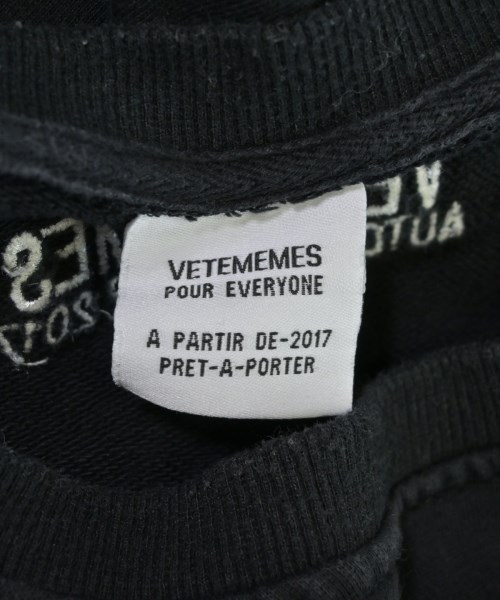 VETEMEMES
POUR EVERYONE
A PARTIR DE-2017
PRET-A-PORTER